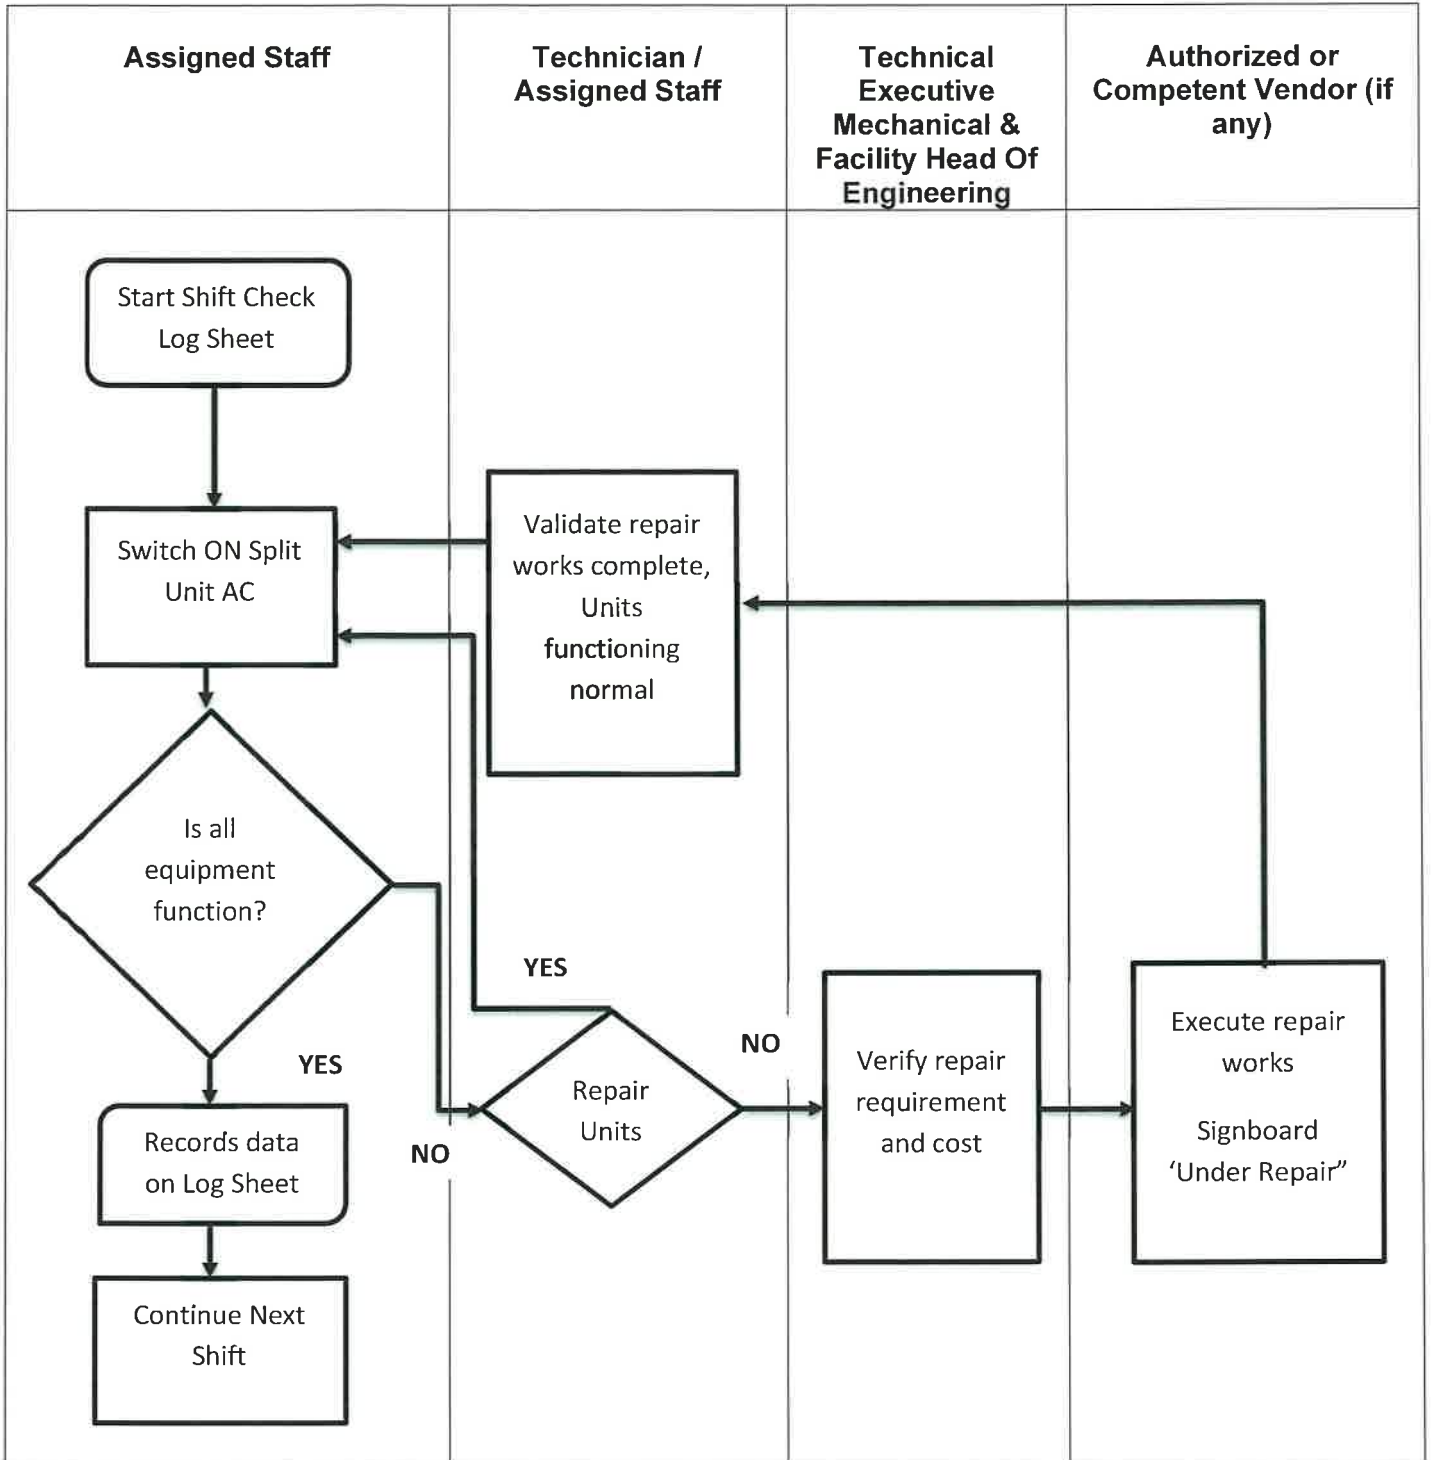 Assigned Staff
Technician /
Assigned Staff
Technical
Executive
Mechanical &
Facility Head Of
Engineering
Authorized or
Competent Vendor (if
any)
Start Shift Check
Log Sheet
Switch ON Split
Unit AC
Validate repair
works complete,
Units
functioning
normal
Is all
equipment
function?
YES
NO
YES
Repair
Units
NO
Verify repair
requirement
and cost
Execute repair
works
Signboard
‘Under Repair”
Records data
on Log Sheet
Continue Next
Shift